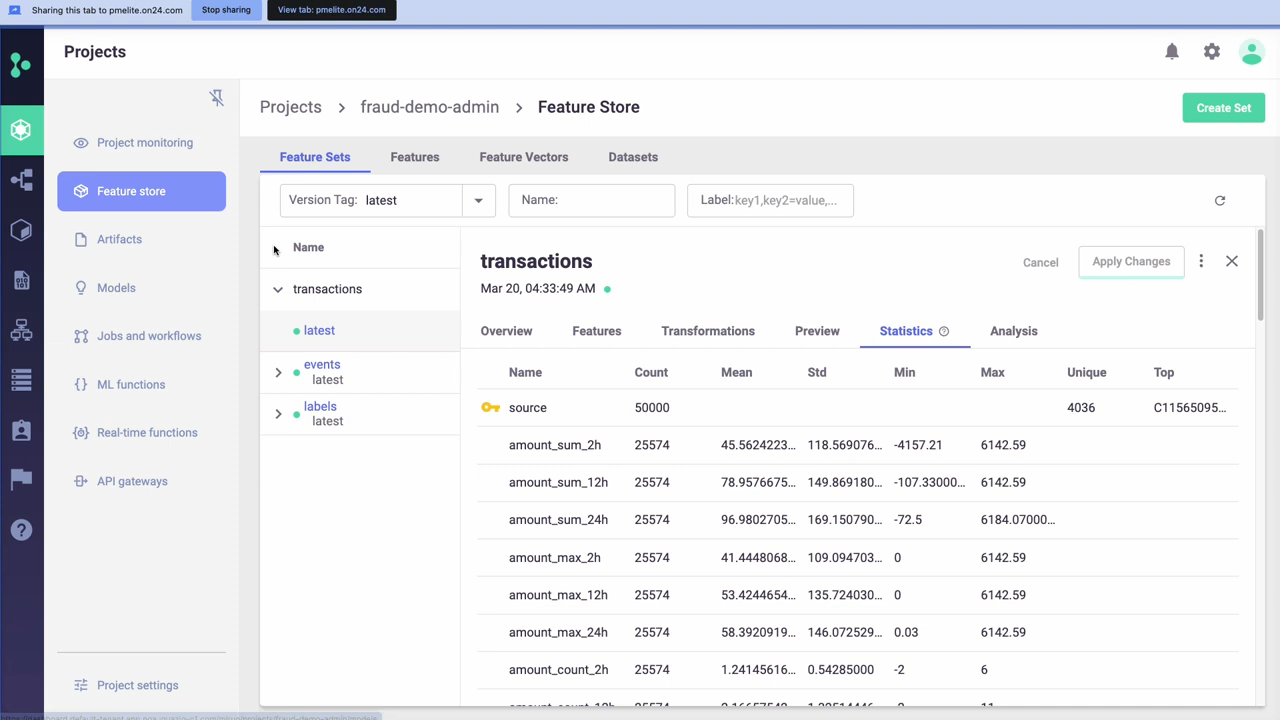 Sharing this tab to pmelite.on24.com Stop sharing View tab: pmelite.on24.com
Projects
Projects > fraud-demo-admin > Feature Store Create Set
Project monitoring
Feature store
Artifacts
Models
Jobs and workflows
ML functions
Real-time functions
API gateways
Project settings
Feature Sets Features Feature Vectors Datasets
Version Tag: latest Name: Label:key1,key2=value,...
Name
transactions
latest
events
latest
labels
latest
transactions Cancel Apply Changes
Mar 20, 04:33:49 AM
Overview Features Transformations Preview Statistics Analysis
Name Count Mean Std Min Max Unique Top
source 50000 4036 C11565095...
amount_sum_2h 25574 45.5624223... 118.569076... -4157.21 6142.59
amount_sum_12h 25574 78.9576675... 149.869180... -107.33000... 6142.59
amount_sum_24h 25574 96.9802705... 169.150790... -72.5 6184.07000...
amount_max_2h 25574 41.4448068... 109.094703... 0 6142.59
amount_max_12h 25574 53.4244654... 135.724030... 0 6142.59
amount_max_24h 25574 58.3920919... 146.072529... 0.03 6142.59
amount_count_2h 25574 1.24145616... 0.54285000 -2 6